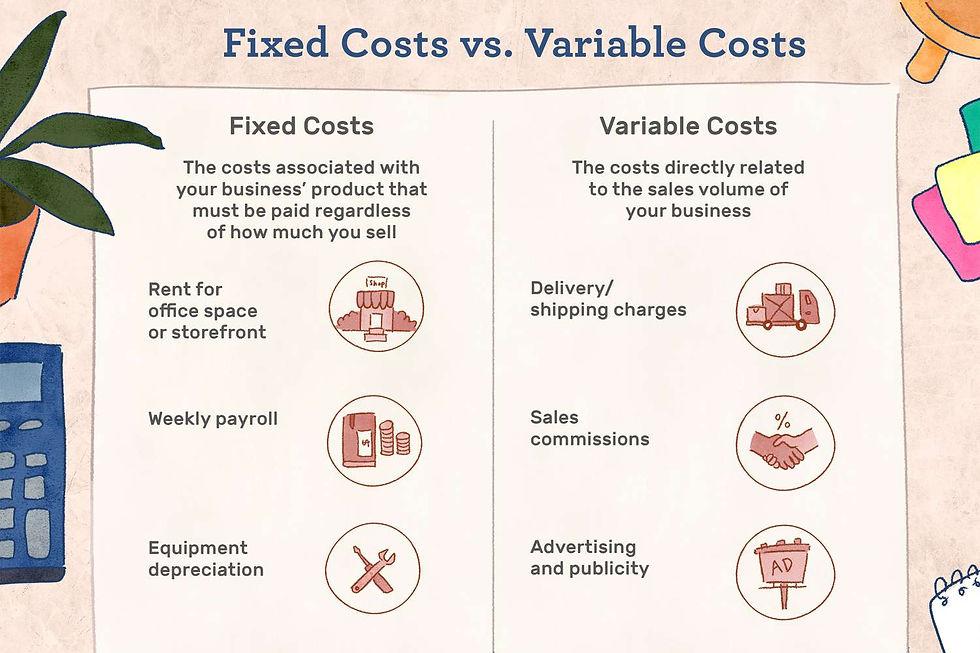 Fixed Costs vs. Variable Costs
Fixed Costs
The costs associated with
your business’ product that
must be paid regardless
of how much you sell
Rent for
office space
or storefront
Shop
Weekly payroll
$
Equipment
depreciation
Variable Costs
The costs directly related
to the sales volume of
your business
Delivery/
shipping charges
Sales
commissions
%
Advertising
and publicity
AD